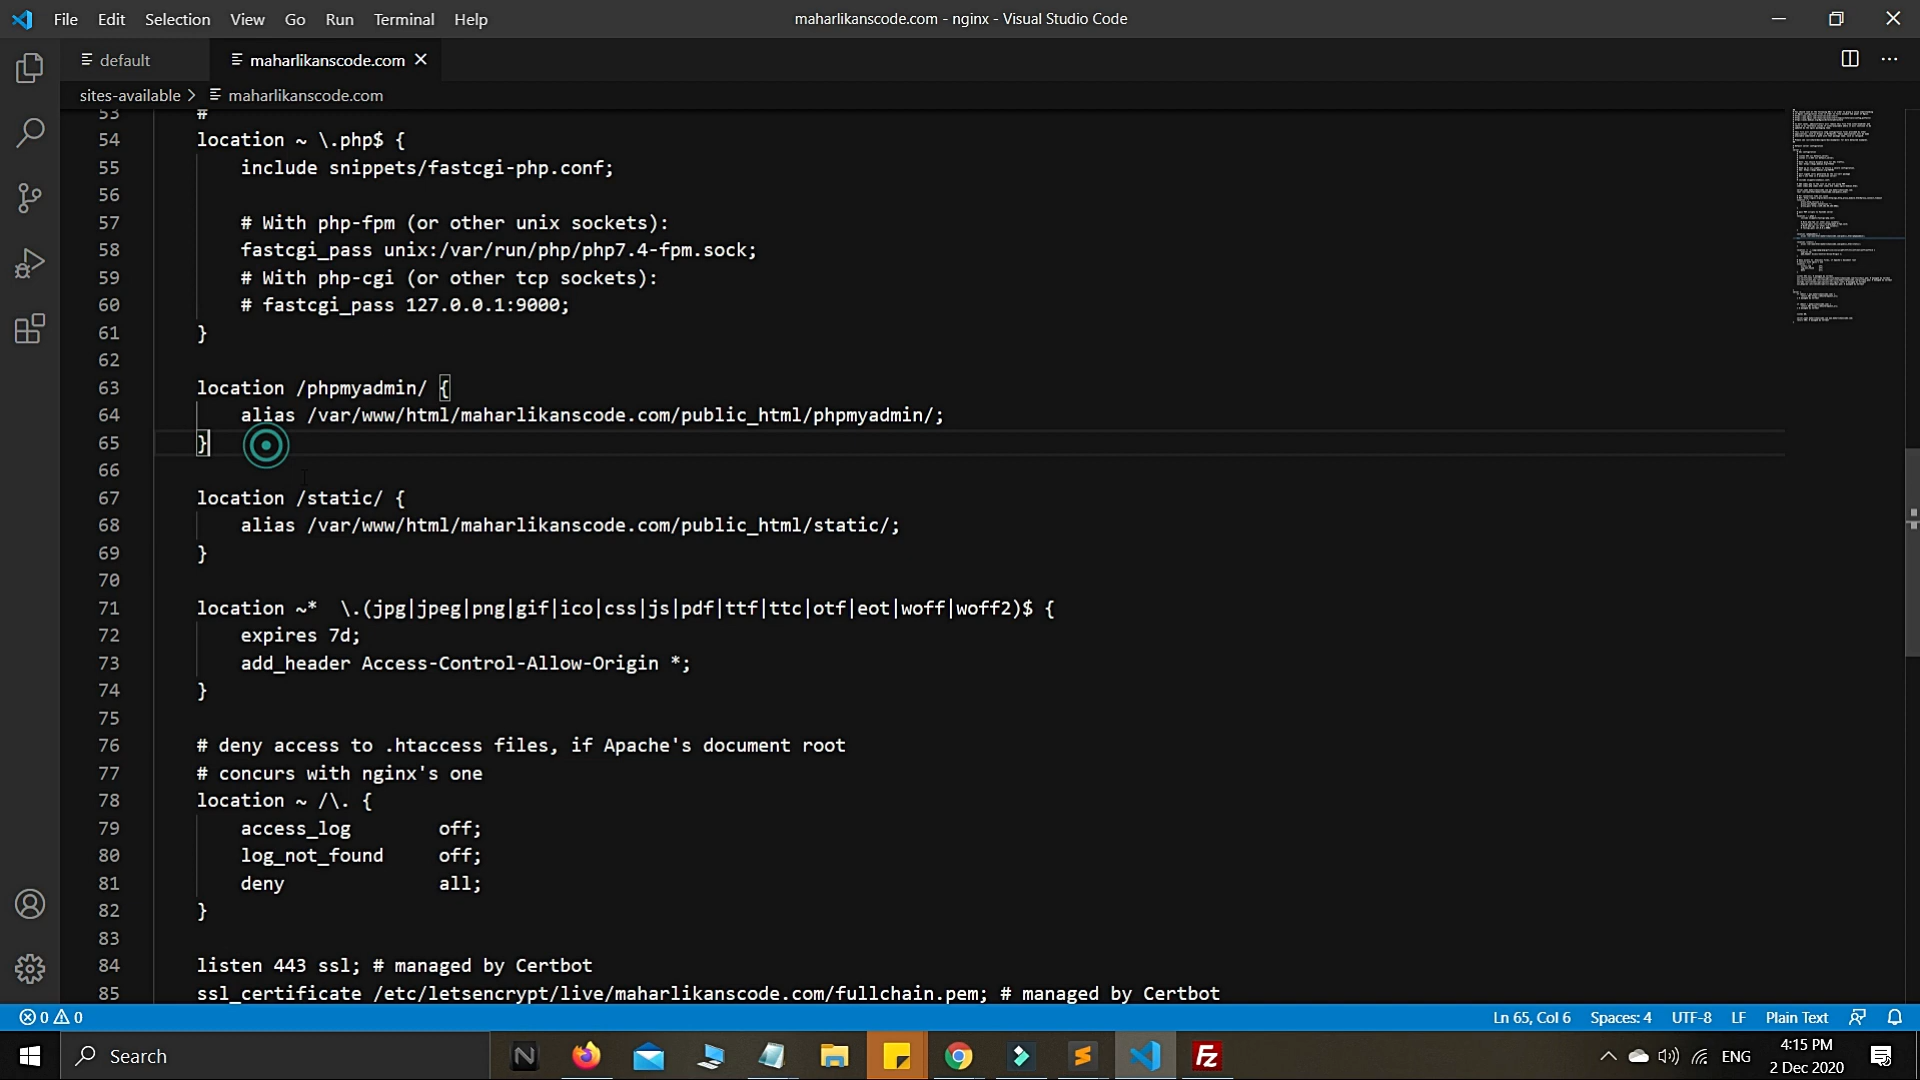 File Edit Selection View Go Run Terminal Help
maharlikanscode.com - nginx - Visual Studio Code
default
maharlikanscode.com
sites-available > maharlikanscode.com
53 #
54 location ~ \.php$ {
55 include snippets/fastcgi-php.conf;
56
57 # With php-fpm (or other unix sockets):
58 fastcgi_pass unix:/var/run/php/php7.4-fpm.sock;
59 # With php-cgi (or other tcp sockets):
60 # fastcgi_pass 127.0.0.1:9000;
61 }
62
63 location /phpmyadmin/ {
64 alias /var/www/html/maharlikanscode.com/public_html/phpmyadmin/;
65 }
66
67 location /static/ {
68 alias /var/www/html/maharlikanscode.com/public_html/static/;
69 }
70
71 location ~* \.(jpg|jpeg|png|gif|ico|css|js|pdf|ttf|ttc|otf|eot|woff|woff2)$ {
72 expires 7d;
73 add_header Access-Control-Allow-Origin *;
74 }
75
76 # deny access to .htaccess files, if Apache's document root
77 # concurs with nginx's one
78 location ~ /\. {
79 access_log off;
80 log_not_found off;
81 deny all;
82 }
83
84 listen 443 ssl; # managed by Certbot
85 ssl_certificate /etc/letsencrypt/live/maharlikanscode.com/fullchain.pem; # managed by Certbot
0 0
Ln 65, Col 6 Spaces: 4 UTF-8 LF Plain Text
Search
ENG
4:15 PM
2 Dec 2020